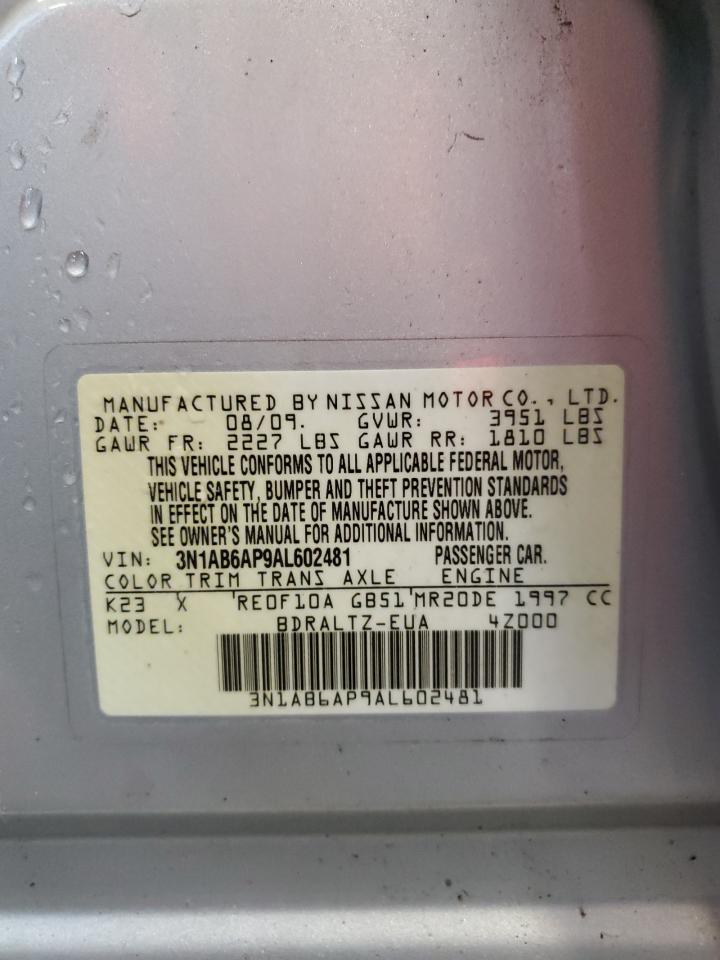 MANUFACTURED BY NISSAN MOTOR CO., LTD.
DATE: 08/09. GVWR: 3951 LBS
GAWR FR: 2227 LBS GAWR RR: 1810 LBS
THIS VEHICLE CONFORMS TO ALL APPLICABLE FEDERAL MOTOR,
VEHICLE SAFETY, BUMPER AND THEFT PREVENTION STANDARDS
IN EFFECT ON THE DATE OF MANUFACTURE SHOWN ABOVE.
SEE OWNER'S MANUAL FOR ADDITIONAL INFORMATION.
VIN: 3N1AB6AP9AL602481 PASSENGER CAR.
COLOR TRIM TRANS AXLE ENGINE
K23 X RE0F10A GB51 MR20DE 1997 CC
MODEL: BDRALTZ-EUA 4Z000
3N1AB6AP9AL602481